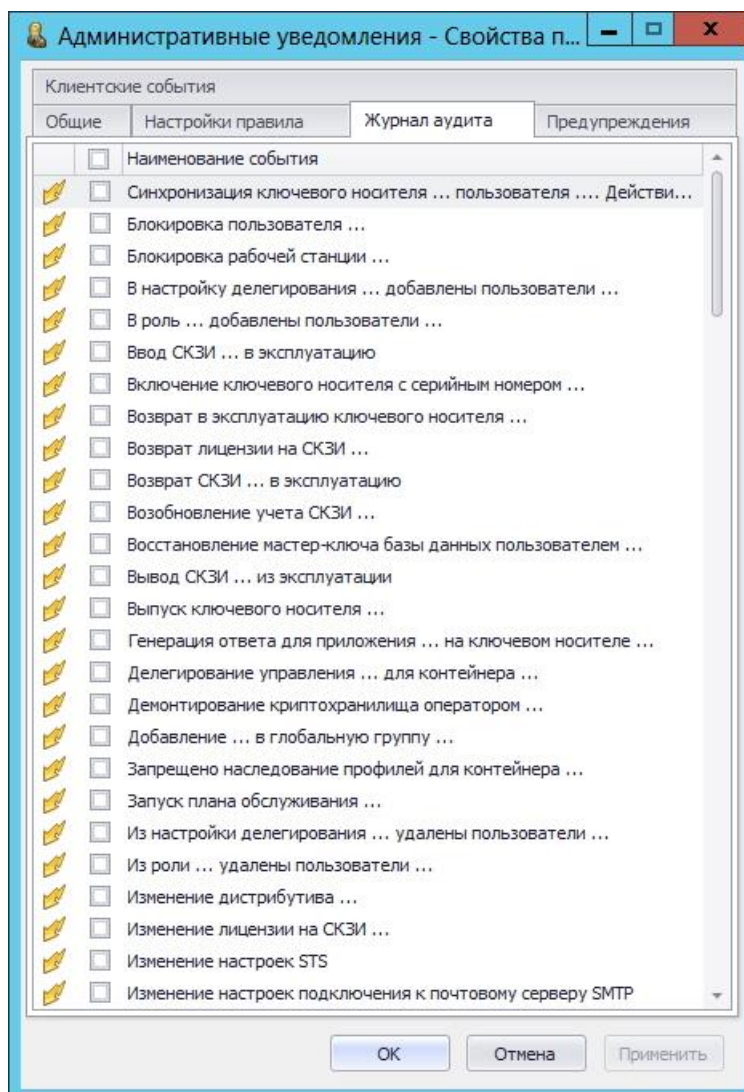 Административные уведомления - Свойства п...
Клиентские события
Общие
Настройки правила
Журнал аудита
Предупреждения
Наименование события
Синхронизация ключевого носителя ... пользователя .... Действи...
Блокировка пользователя ...
Блокировка рабочей станции ...
В настройку делегирования ... добавлены пользователи ...
В роль ... добавлены пользователи ...
Ввод СКЗИ ... в эксплуатацию
Включение ключевого носителя с серийным номером ...
Возврат в эксплуатацию ключевого носителя ...
Возврат лицензии на СКЗИ ...
Возврат СКЗИ ... в эксплуатацию
Возобновление учета СКЗИ ...
Восстановление мастер-ключа базы данных пользователем ...
Вывод СКЗИ ... из эксплуатации
Выпуск ключевого носителя ...
Генерация ответа для приложения ... на ключевом носителе ...
Делегирование управления ... для контейнера ...
Демонтирование криптохранилища оператором ...
Добавление ... в глобальную группу ...
Запрещено наследование профилей для контейнера ...
Запуск плана обслуживания ...
Из настройки делегирования ... удалены пользователи ...
Из роли ... удалены пользователи ...
Изменение дистрибутива ...
Изменение лицензии на СКЗИ ...
Изменение настроек STS
Изменение настроек подключения к почтовому серверу SMTP
ОК
Отмена
Применить